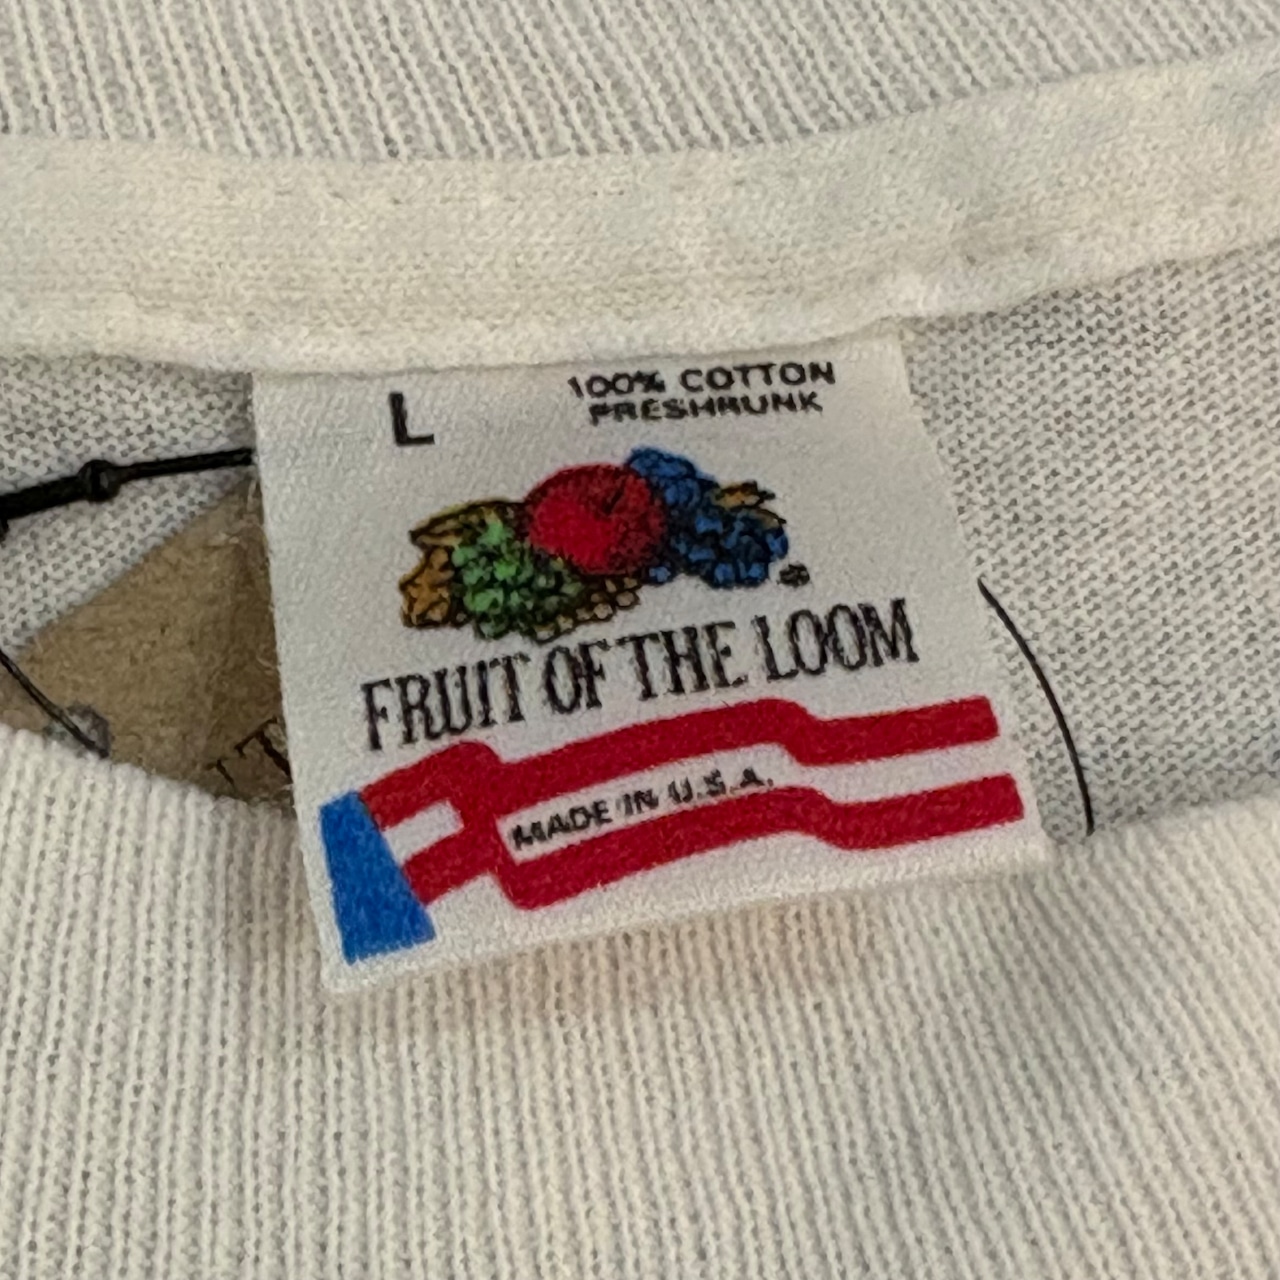 L
100% COTTON
PRESHRUNK
FRUIT OF THE LOOM
MADE IN U.S.A.